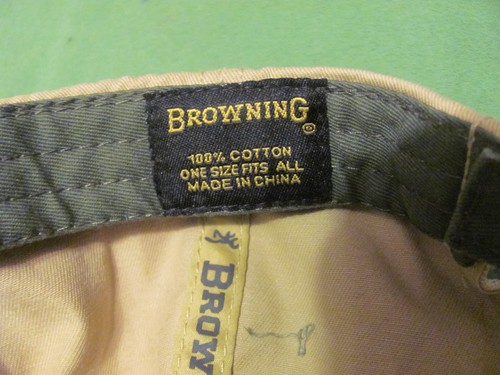 BROWNING
®
100% COTTON
ONE SIZE FITS ALL
MADE IN CHINA
BROW